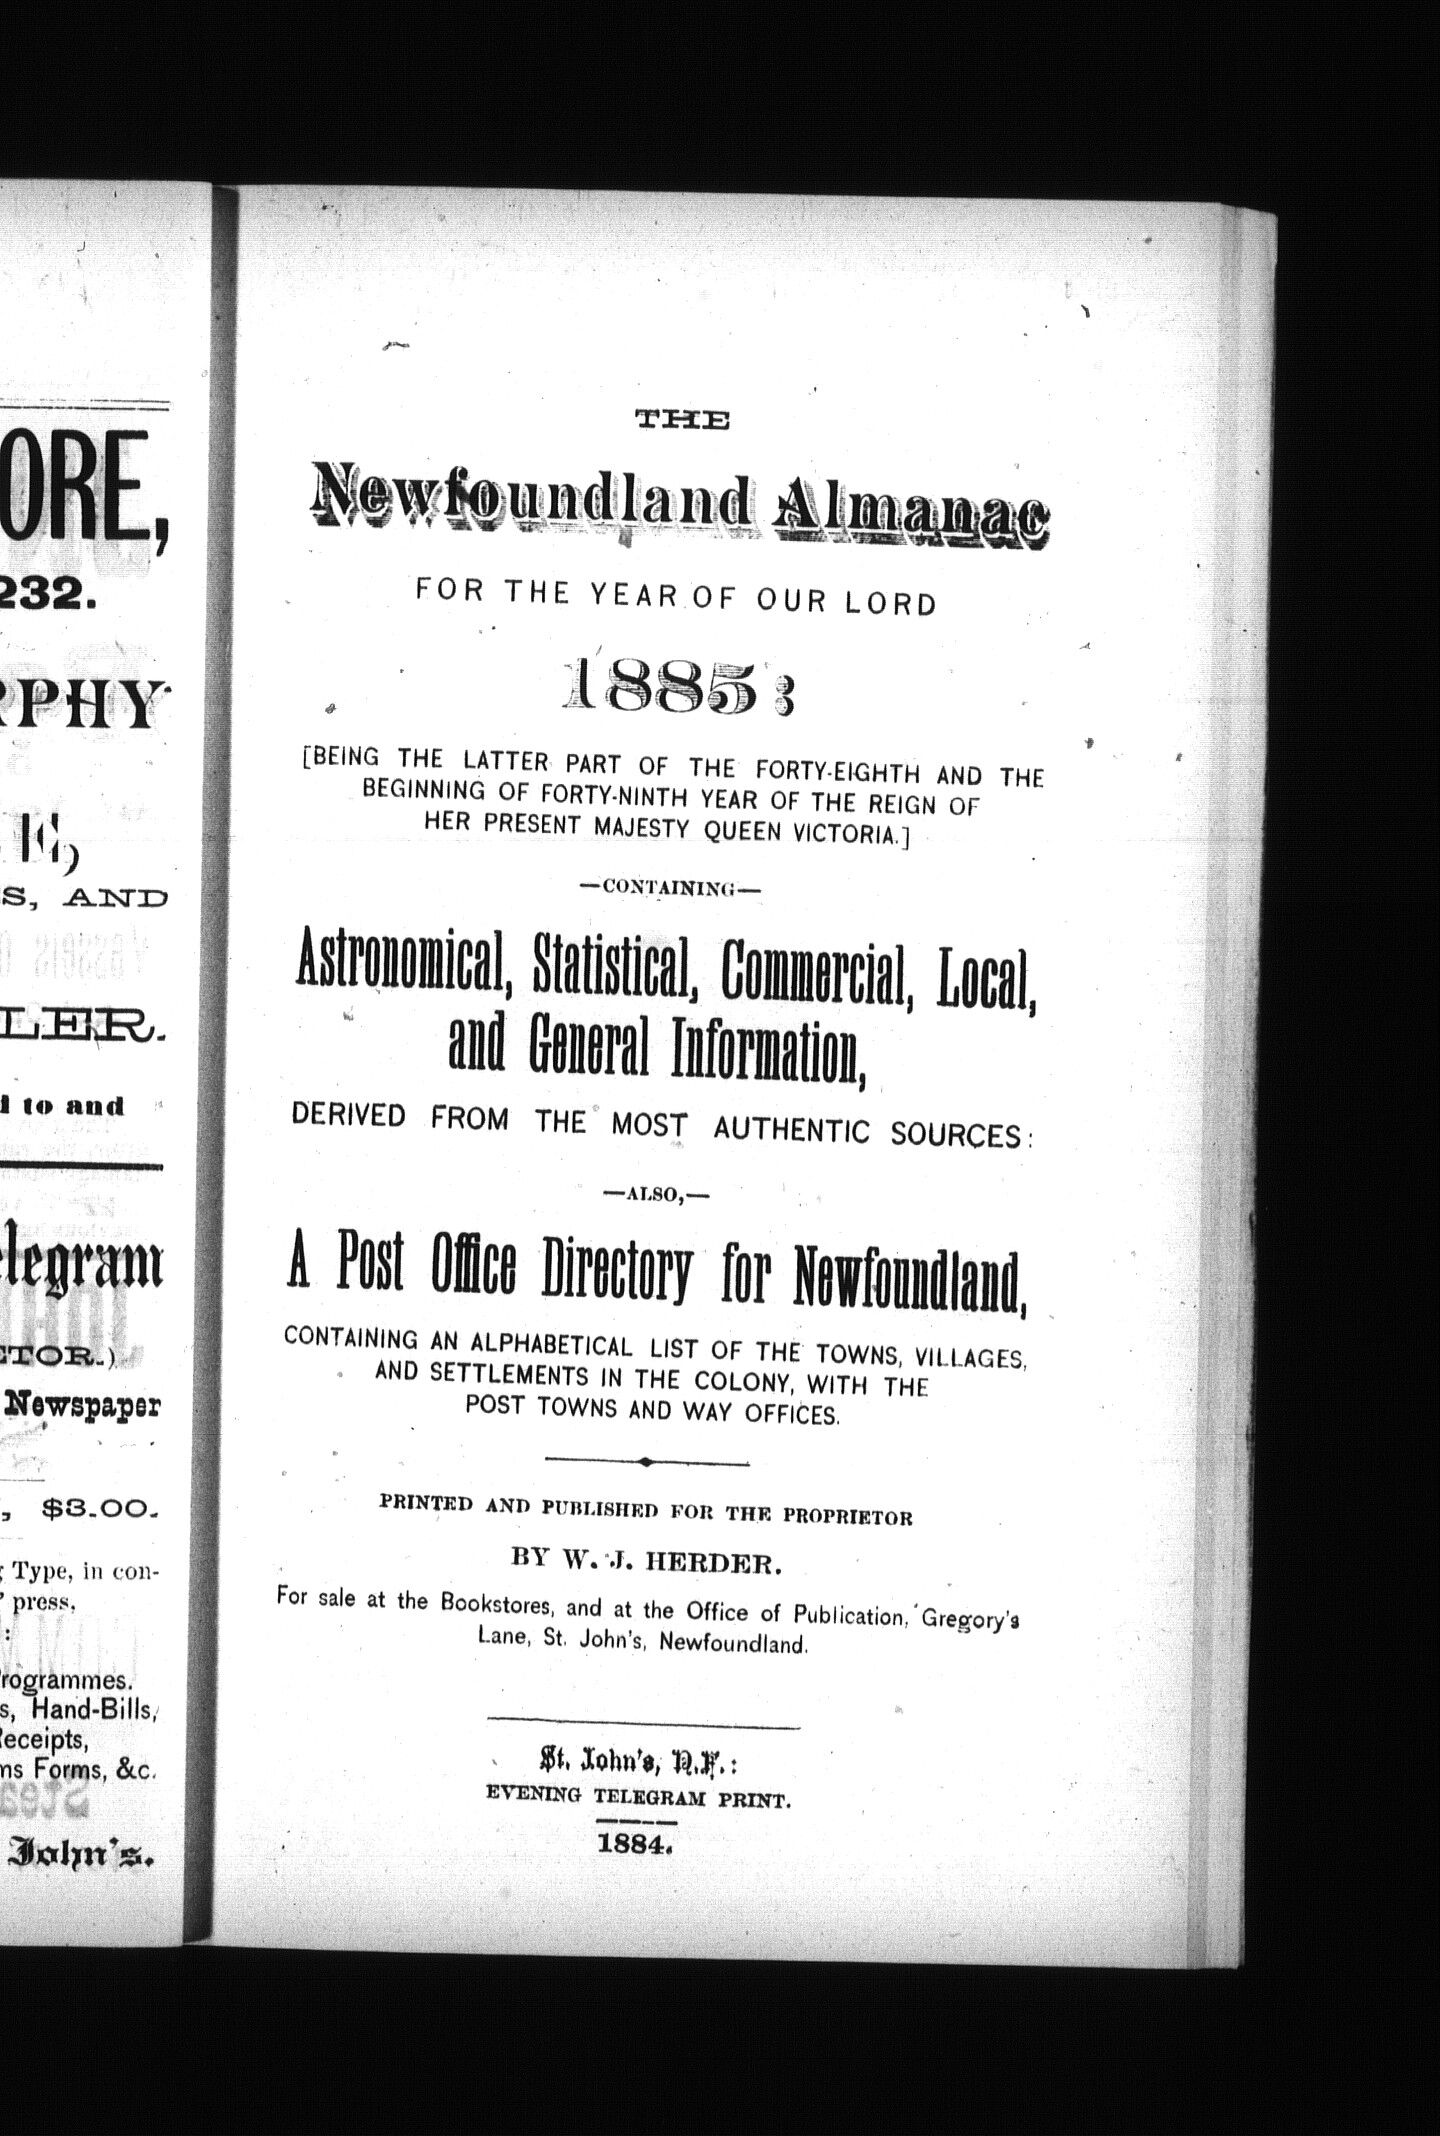 ORE,
232.
RPHY
E,
S, AND
LER.
to and
elegram
CTOR.)
Newspaper
, $3.00.
Type, in con-
press,
:
rogrammes.
s, Hand-Bills,
Receipts,
ms Forms, &c.
John's.
THE
Newfoundland Almanac
FOR THE YEAR OF OUR LORD
1885:
[BEING THE LATTER PART OF THE FORTY-EIGHTH AND THE
BEGINNING OF FORTY-NINTH YEAR OF THE REIGN OF
HER PRESENT MAJESTY QUEEN VICTORIA.]
—CONTAINING—
Astronomical, Statistical, Commercial, Local,
and General Information,
DERIVED FROM THE MOST AUTHENTIC SOURCES:
—ALSO,—
A Post Office Directory for Newfoundland,
CONTAINING AN ALPHABETICAL LIST OF THE TOWNS, VILLAGES,
AND SETTLEMENTS IN THE COLONY, WITH THE
POST TOWNS AND WAY OFFICES.
PRINTED AND PUBLISHED FOR THE PROPRIETOR
BY W. J. HERDER.
For sale at the Bookstores, and at the Office of Publication, Gregory's
Lane, St. John's, Newfoundland.
St. John's, N.F.:
EVENING TELEGRAM PRINT.
1884.